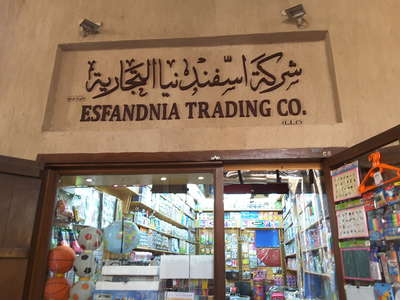 شركة اسفندنيا التجارية
ESFANDNIA TRADING CO.
(L.L.C)